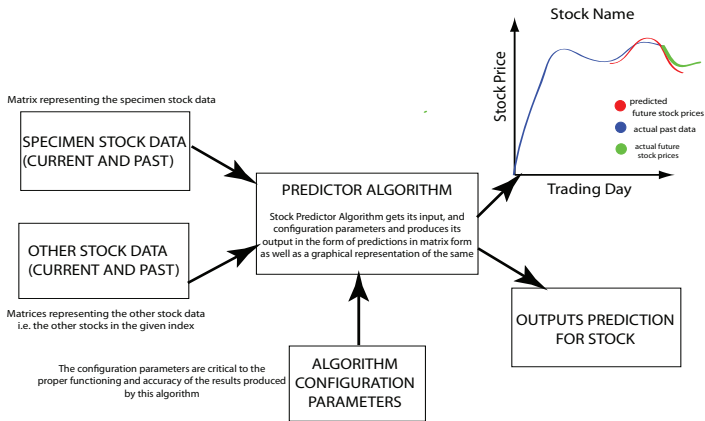 Stock Name
Stock Price
predicted
future stock prices
actual past data
actual future
stock prices
Trading Day
Matrix representing the specimen stock data
SPECIMEN STOCK DATA
(CURRENT AND PAST)
PREDICTOR ALGORITHM
Stock Predictor Algorithm gets its input, and
configuration parameters and produces its
output in the form of predictions in matrix form
as well as a graphical representation of the same
OTHER STOCK DATA
(CURRENT AND PAST)
Matrices representing the other stock data
i.e. the other stocks in the given index
OUTPUTS PREDICTION
FOR STOCK
The configuration parameters are critical to the
proper functioning and accuracy of the results produced
by this algorithm
ALGORITHM
CONFIGURATION
PARAMETERS